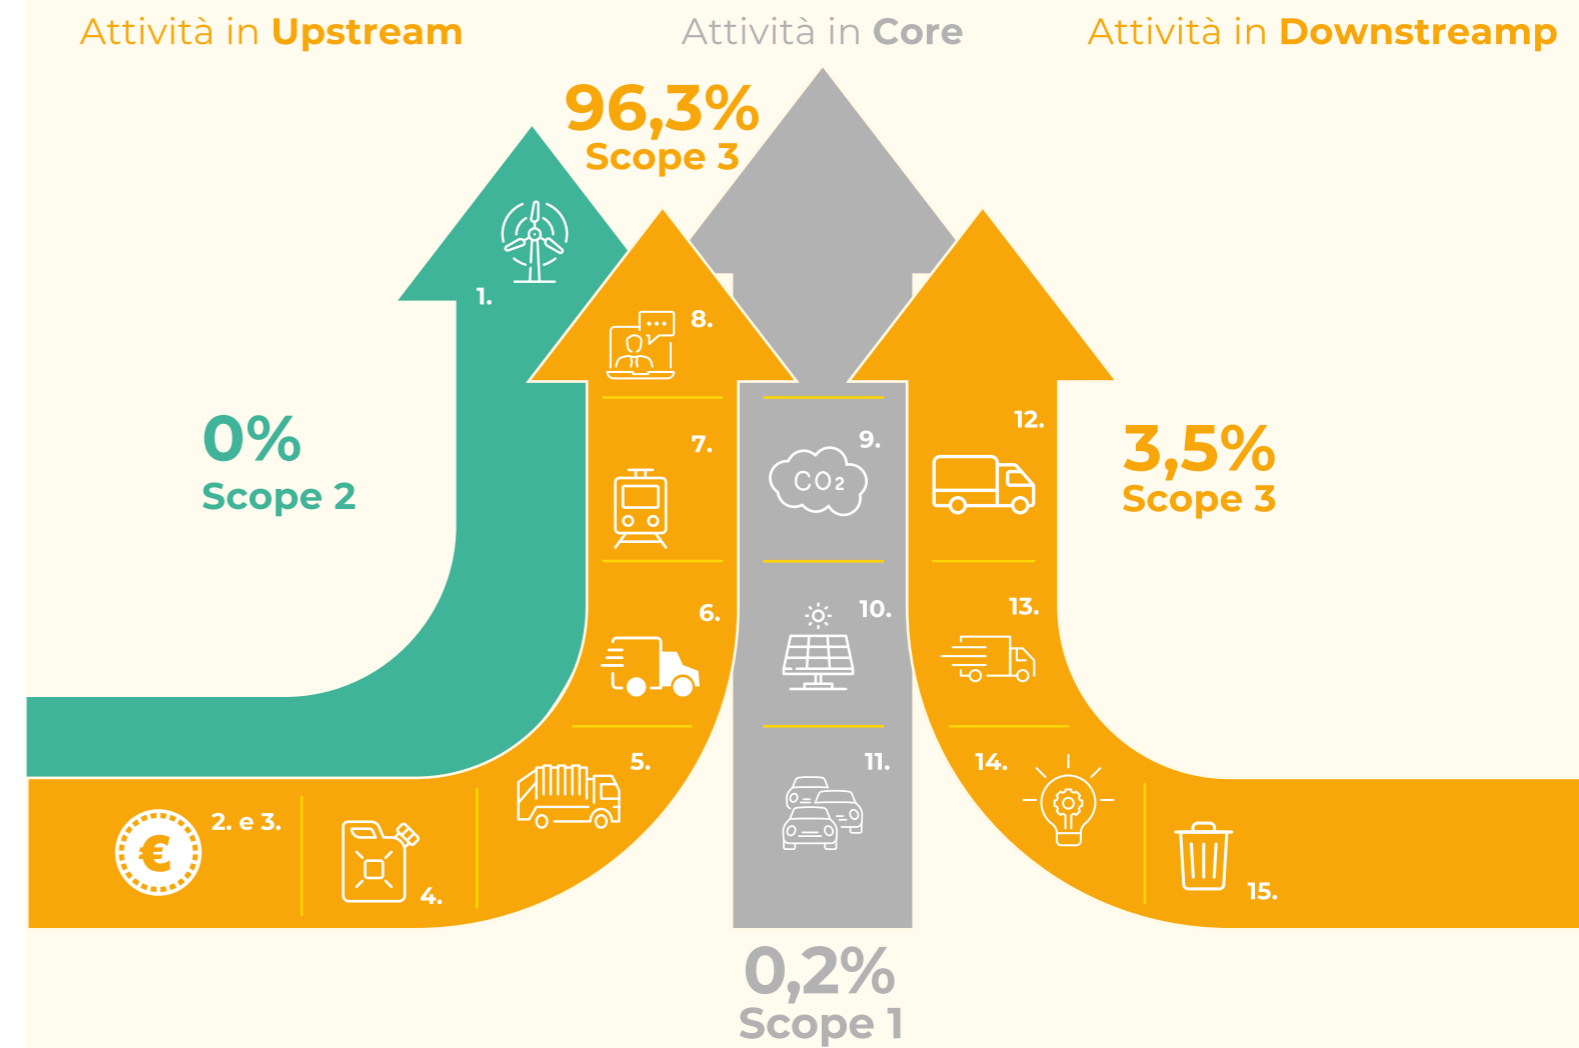 Attività in Upstream
Attività in Core
Attività in Downstreamp
96,3%
Scope 3
1.
8.
0%
Scope 2
7.
9.
CO2
12.
3,5%
Scope 3
6.
10.
13.
5.
11.
14.
2. e 3.
€
4.
15.
0,2%
Scope 1